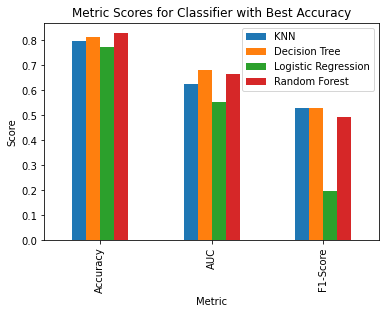 Metric Scores for Classifier with Best Accuracy
KNN
Decision Tree
Logistic Regression
Random Forest
Score
0.8
0.7
0.6
0.5
0.4
0.3
0.2
0.1
0.0
Accuracy
AUC
F1-Score
Metric